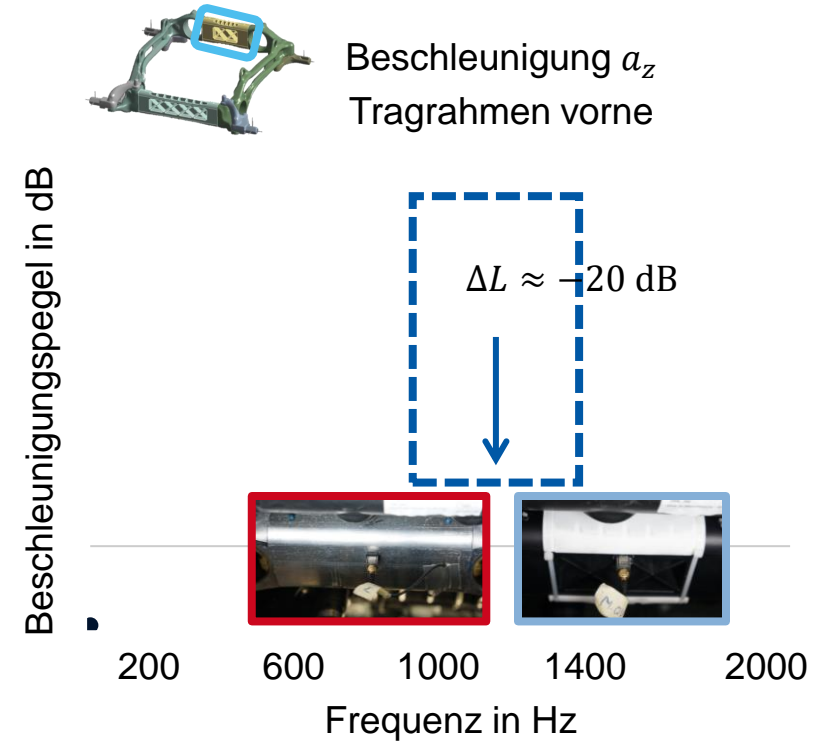 Beschleunigung a_z
Tragrahmen vorne
Beschleunigungspegel in dB
ΔL ≈ −20 dB
200 600 1000 1400 2000
Frequenz in Hz